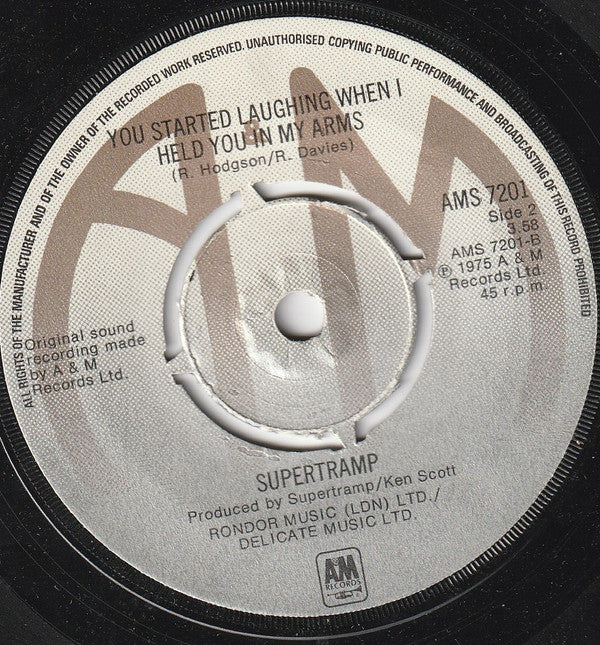 ALL RIGHTS OF THE MANUFACTURER AND OF THE OWNER OF THE RECORDED WORK RESERVED. UNAUTHORISED COPYING PUBLIC PERFORMANCE AND BROADCASTING OF THIS RECORD PROHIBITED
YOU STARTED LAUGHING WHEN I
HELD YOU IN MY ARMS
(R. Hodgson/R. Davies)
AMS 7201
Side 2
3.58
AMS 7201-B
℗ 1975 A & M
Records Ltd.
45 r.p.m.
Original sound
recording made
by A & M
Records Ltd.
SUPERTRAMP
Produced by Supertramp/Ken Scott
RONDOR MUSIC (LDN) LTD./
DELICATE MUSIC LTD.
A&M
RECORDS